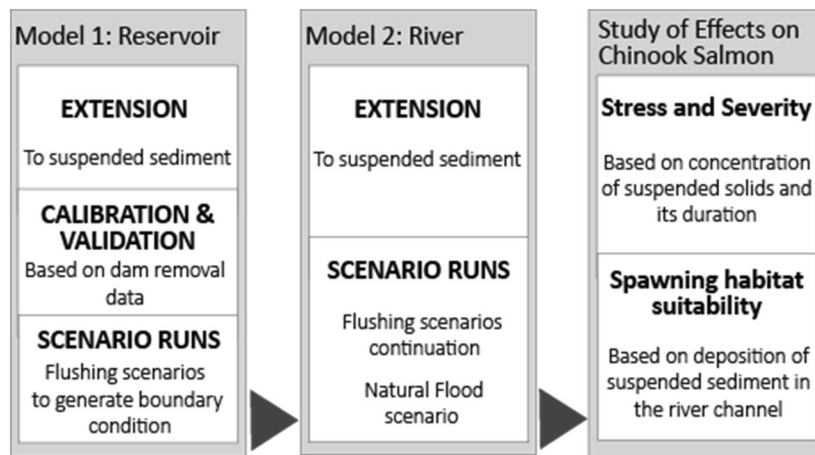 Model 1: Reservoir
EXTENSION
To suspended sediment
CALIBRATION &
VALIDATION
Based on dam removal
data
SCENARIO RUNS
Flushing scenarios
to generate boundary
condition
Model 2: River
EXTENSION
To suspended sediment
SCENARIO RUNS
Flushing scenarios
continuation
Natural Flood
scenario
Study of Effects on
Chinook Salmon
Stress and Severity
Based on concentration
of suspended solids and
its duration
Spawning habitat
suitability
Based on deposition of
suspended sediment in
the river channel